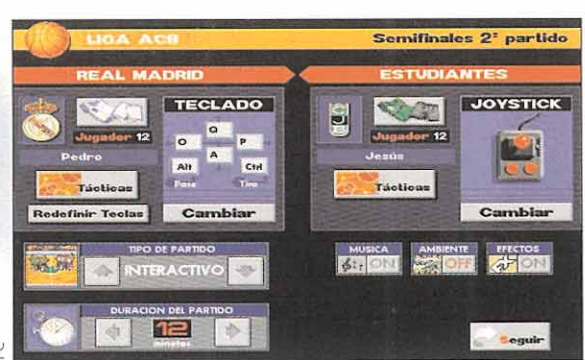 LIGA ACB
Semifinales 2º partido
REAL MADRID
ESTUDIANTES
TECLADO
Jugador 12
Q
O P
A
Alt Ctrl
Pase Tiro
Pedro
Tácticas
Redefinir Teclas
Cambiar
JOYSTICK
Jugador 12
Jesús
Tácticas
Cambiar
TIPO DE PARTIDO
INTERACTIVO
MUSICA AMBIENTE EFECTOS
ON OFF ON
DURACION DEL PARTIDO
12
minutos
Seguir